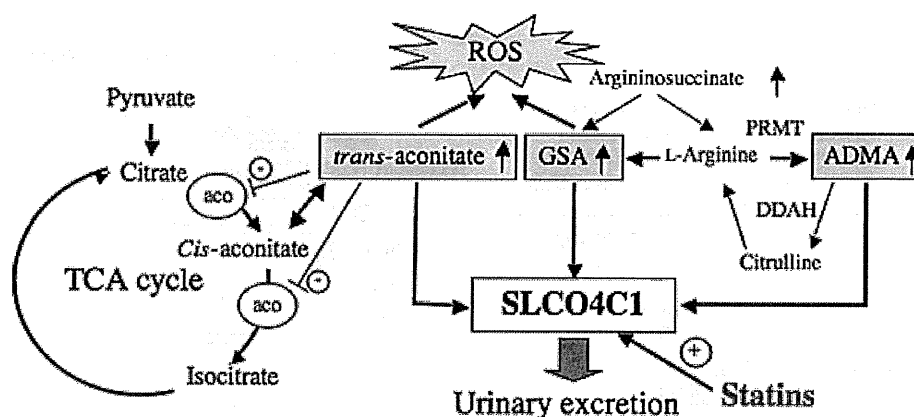 ROS
Argininosuccinate
Pyruvate
PRMT
trans-aconitate
GSA
L-Arginine
ADMA
Citrate
aco
DDAH
Cis-aconitate
Citrulline
TCA cycle
aco
SLCO4C1
+
Isocitrate
Statins
Urinary excretion